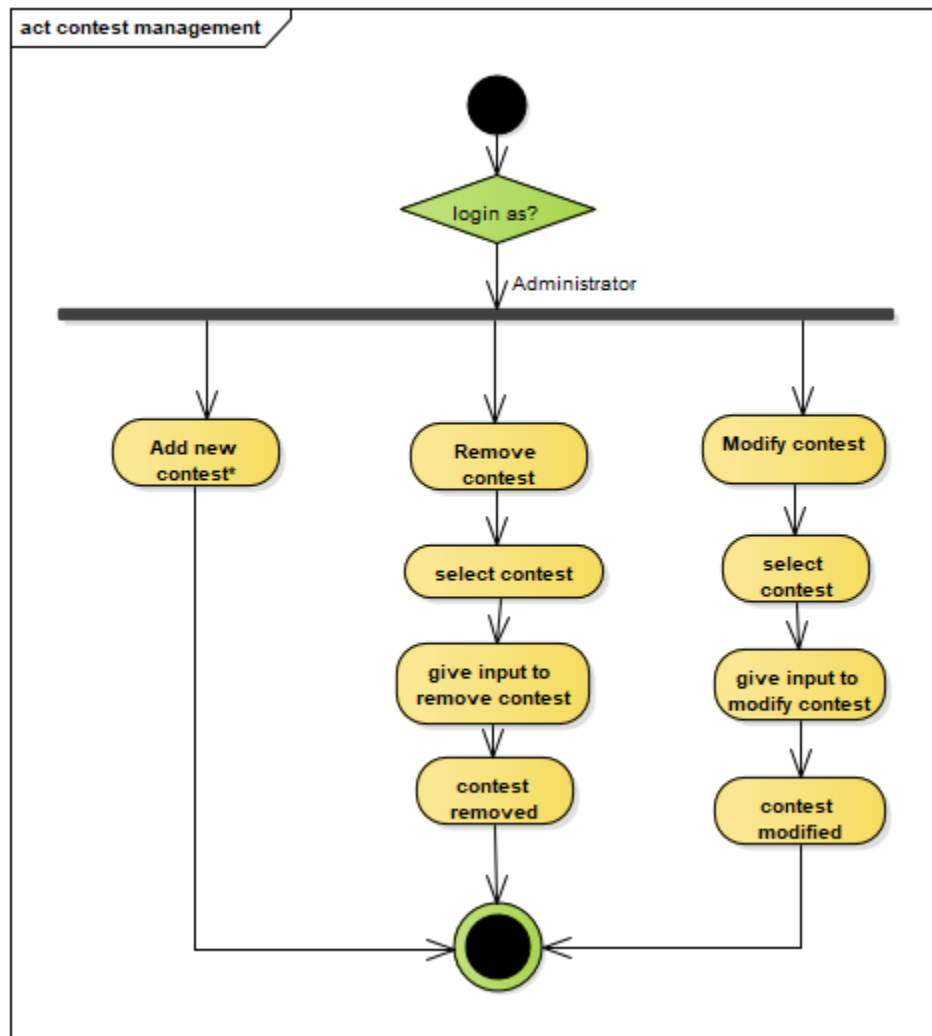 act contest management
login as?
Administrator
Add new
contest*
Remove
contest
Modify contest
select contest
select
contest
give input to
remove contest
give input to
modify contest
contest
removed
contest
modified